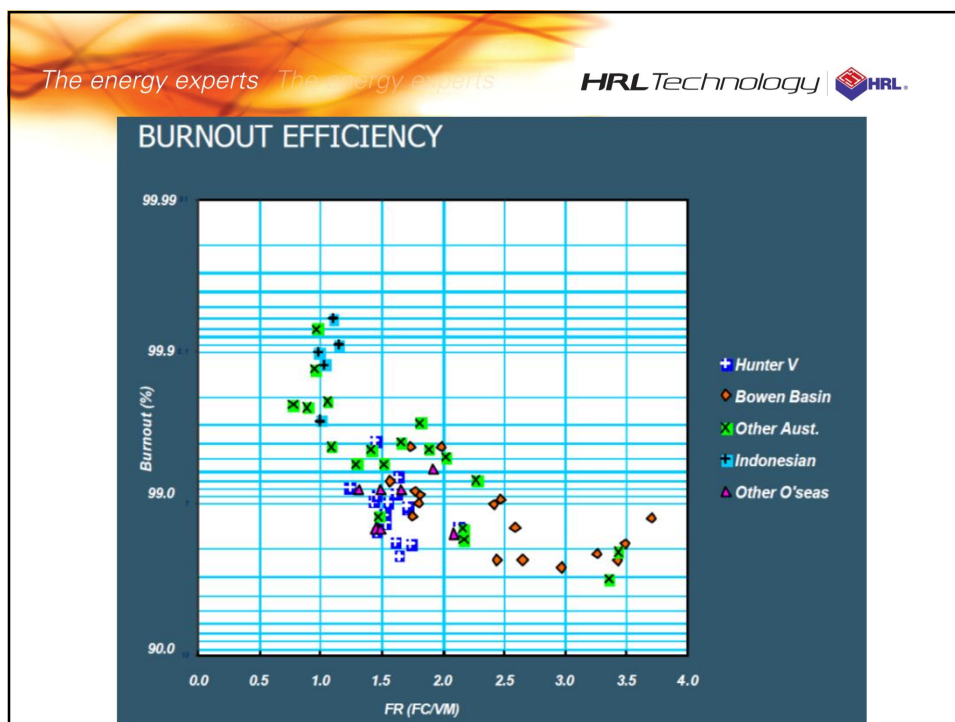 The energy experts The energy experts
HRL Technology HRL®
BURNOUT EFFICIENCY
99.99
99.9
99.0
90.0
Burnout (%)
0.0 0.5 1.0 1.5 2.0 2.5 3.0 3.5 4.0
FR (FC/VM)
Hunter V
Bowen Basin
Other Aust.
Indonesian
Other O'seas